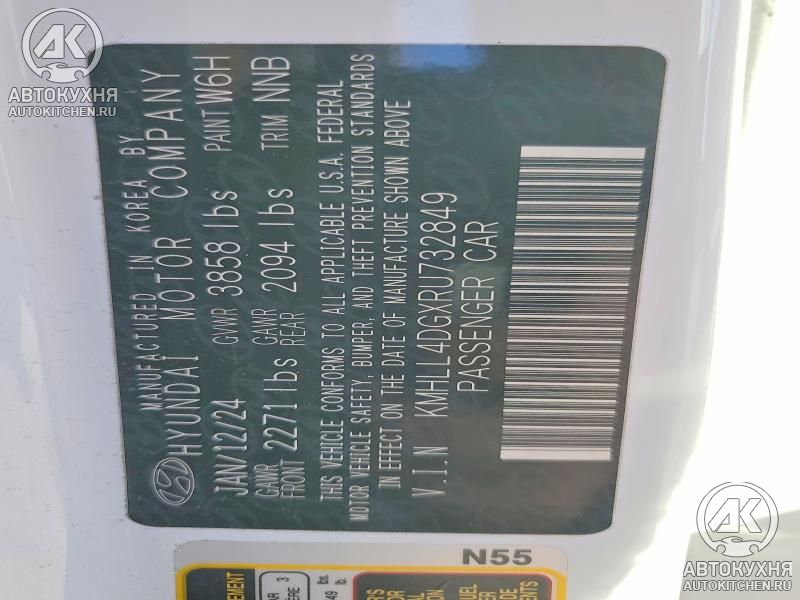 MANUFACTURED IN KOREA BY
HYUNDAI MOTOR COMPANY
JAN/12/24 GVWR 3858 lbs PAINT W6H
GAWR FRONT 2271 lbs GAWR REAR 2094 lbs TRIM NNB
THIS VEHICLE CONFORMS TO ALL APPLICABLE U.S.A. FEDERAL
MOTOR VEHICLE SAFETY, BUMPER, AND THEFT PREVENTION STANDARDS
IN EFFECT ON THE DATE OF MANUFACTURE SHOWN ABOVE
V.I.N KMHLL4DGXRU732849
PASSENGER CAR
N55
АК
АВТОКУХНЯ
AUTOKITCHEN.RU
АК
АВТОКУХНЯ
AUTOKITCHEN.RU